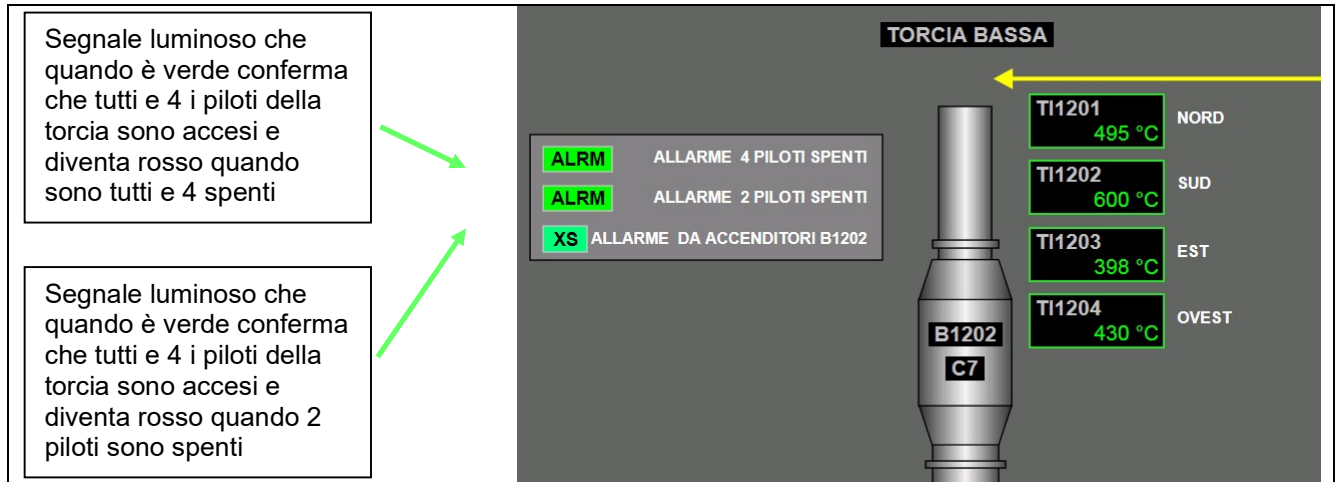 Segnale luminoso che
quando è verde conferma
che tutti e 4 i piloti della
torcia sono accesi e
diventa rosso quando
sono tutti e 4 spenti
Segnale luminoso che
quando è verde conferma
che tutti e 4 i piloti della
torcia sono accesi e
diventa rosso quando 2
piloti sono spenti
TORCIA BASSA
ALRM ALLARME 4 PILOTI SPENTI
ALRM ALLARME 2 PILOTI SPENTI
XS ALLARME DA ACCENDITORI B1202
TI1201
495 °C
NORD
TI1202
600 °C
SUD
TI1203
398 °C
EST
TI1204
430 °C
OVEST
B1202
C7